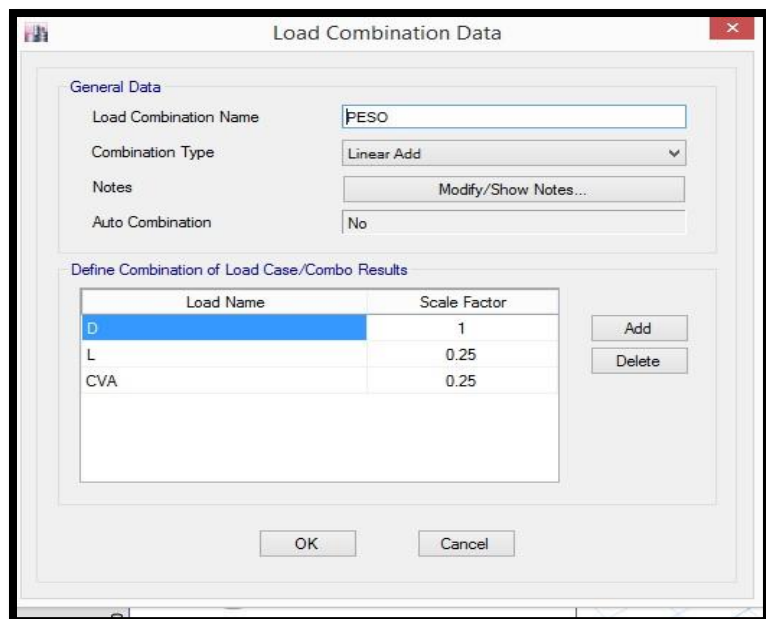 Load Combination Data
General Data
Load Combination Name PESO
Combination Type Linear Add
Notes Modify/Show Notes...
Auto Combination No
Define Combination of Load Case/Combo Results
Load Name Scale Factor
D 1 Add
L 0.25 Delete
CVA 0.25
OK Cancel